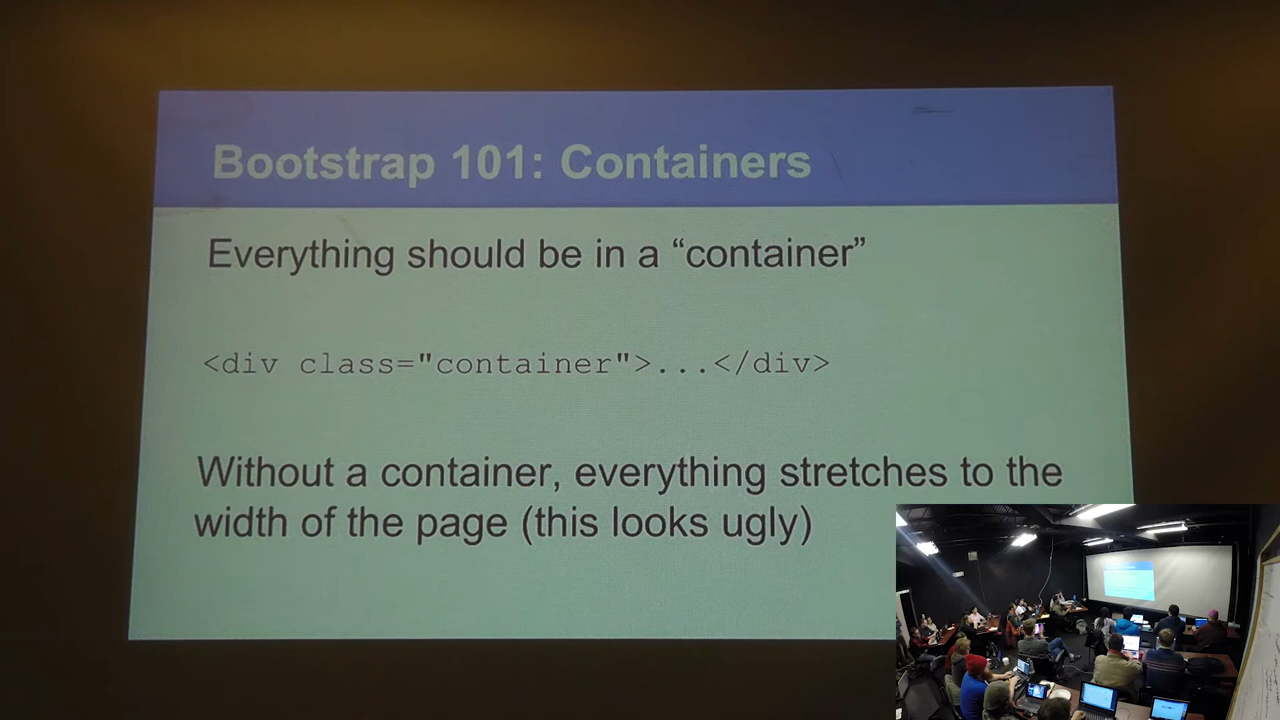 Bootstrap 101: Containers
Everything should be in a “container”
<div class="container">...</div>
Without a container, everything stretches to the
width of the page (this looks ugly)